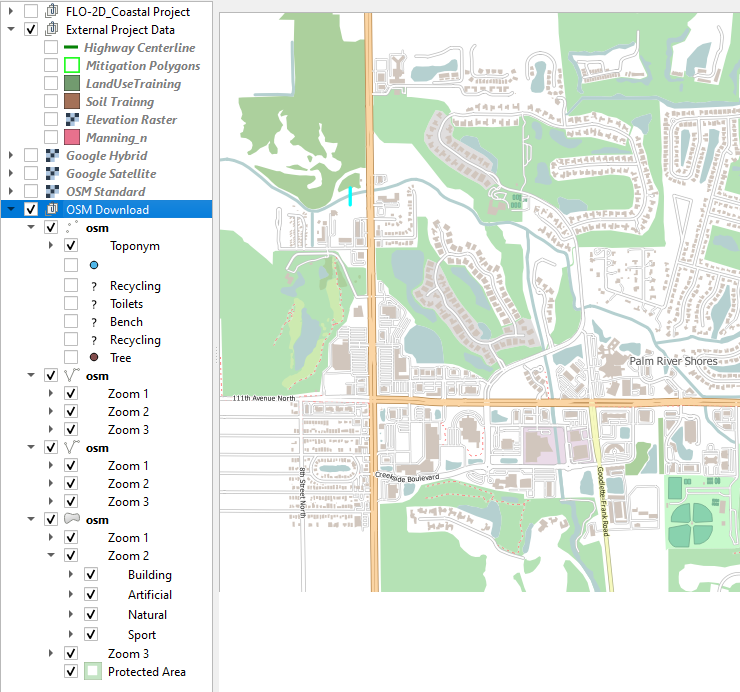 FLO-2D_Coastal Project
External Project Data
Highway Centerline
Mitigation Polygons
LandUseTraining
Soil Trainng
Elevation Raster
Manning_n
Google Hybrid
Google Satellite
OSM Standard
OSM Download
osm
Toponym
? Recycling
? Toilets
? Bench
? Recycling
Tree
osm
Zoom 1
Zoom 2
Zoom 3
osm
Zoom 1
Zoom 2
Zoom 3
osm
Zoom 1
Zoom 2
Building
Artificial
Natural
Sport
Zoom 3
Protected Area
Palm River Shores
111th Avenue North
8th Street North
Creekside Boulevard
Goodlette-Frank Road